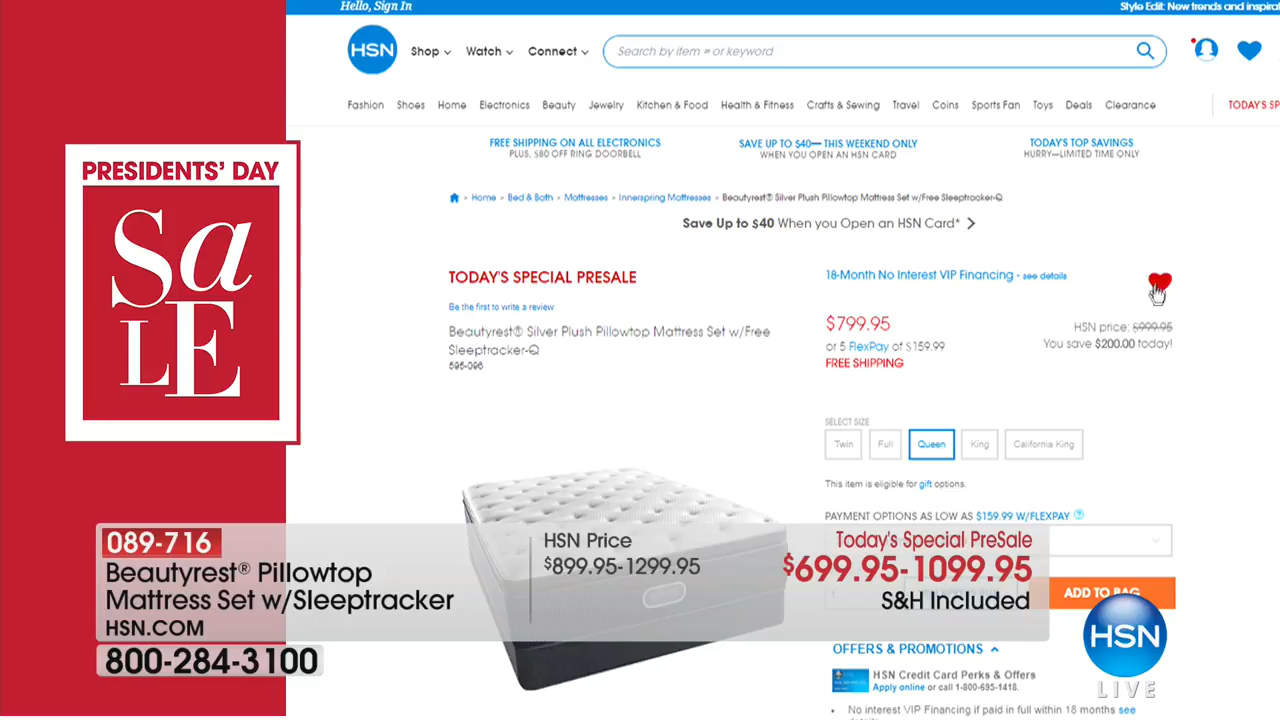 Hello, Sign In
Style Edit: New trends and inspirat
HSN
Shop
Watch
Connect
Search by item # or keyword
Fashion Shoes Home Electronics Beauty Jewelry Kitchen & Food Health & Fitness Crafts & Sewing Travel Coins Sports Fan Toys Deals Clearance
TODAY'S SP
FREE SHIPPING ON ALL ELECTRONICS
PLUS, $80 OFF RING DOORBELL
SAVE UP TO $40— THIS WEEKEND ONLY
WHEN YOU OPEN AN HSN CARD
TODAY'S TOP SAVINGS
HURRY—LIMITED TIME ONLY
PRESIDENTS' DAY
SaLE
> Home > Bed & Bath > Mattresses > Innerspring Mattresses > Beautyrest® Silver Plush Pillowtop Mattress Set w/Free Sleeptracker-Q
Save Up to $40 When you Open an HSN Card* >
TODAY'S SPECIAL PRESALE
Be the first to write a review
Beautyrest® Silver Plush Pillowtop Mattress Set w/Free
Sleeptracker-Q
595-096
18-Month No Interest VIP Financing - see details
$799.95
or 5 FlexPay of $159.99
FREE SHIPPING
HSN price: $999.95
You save $200.00 today!
SELECT SIZE
Twin Full Queen King California King
This item is eligible for gift options.
PAYMENT OPTIONS AS LOW AS $159.99 W/FLEXPAY ?
ADD TO BAG
089-716
Beautyrest® Pillowtop
Mattress Set w/Sleeptracker
HSN.COM
800-284-3100
HSN Price
$899.95-1299.95
Today's Special PreSale
$699.95-1099.95
S&H Included
HSN
LIVE
OFFERS & PROMOTIONS
HSN Credit Card Perks & Offers
Apply online or call 1-800-695-1418.
• No interest VIP Financing if paid in full within 18 months see